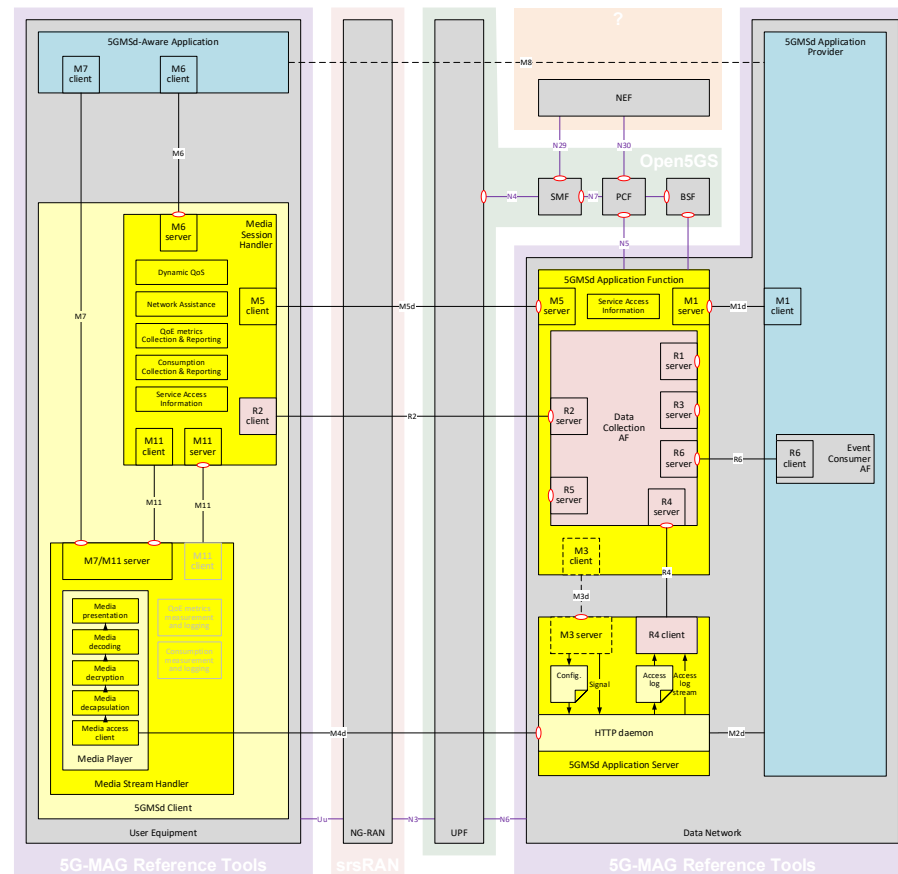 ?
5GMSd-Aware Application
M7
client
M6
client
M8
5GMSd Application
Provider
NEF
M6
N29
N30
Open5GS
SMF
PCF
BSF
N4
N7
N5
M6
server
Media
Session
Handler
Dynamic QoS
Network Assistance
QoE metrics
Collection & Reporting
Consumption
Collection & Reporting
Service Access
Information
M5
client
R2
client
M11
client
M11
server
M7
M5d
R2
M11
M11
5GMSd Application Function
M5
server
Service Access
Information
M1
server
M1d
M1
client
R1
server
R3
server
R2
server
Data
Collection
AF
R6
server
R6
R6
client
Event
Consumer
AF
R5
server
R4
server
M3
client
M3d
R4
M7/M11 server
M11
client
Media
presentation
Media
decoding
Media
decryption
Media
decapsulation
Media access
client
Media Player
QoE metrics
measurement
and logging
Consumption
measurement
and logging
Media Stream Handler
5GMSd Client
User Equipment
M3 server
R4 client
Config.
Signal
Access
log
Access
log
stream
M4d
HTTP daemon
M2d
5GMSd Application Server
Uu
N3
N6
NG-RAN
UPF
Data Network
5G-MAG Reference Tools
srsRAN
5G-MAG Reference Tools